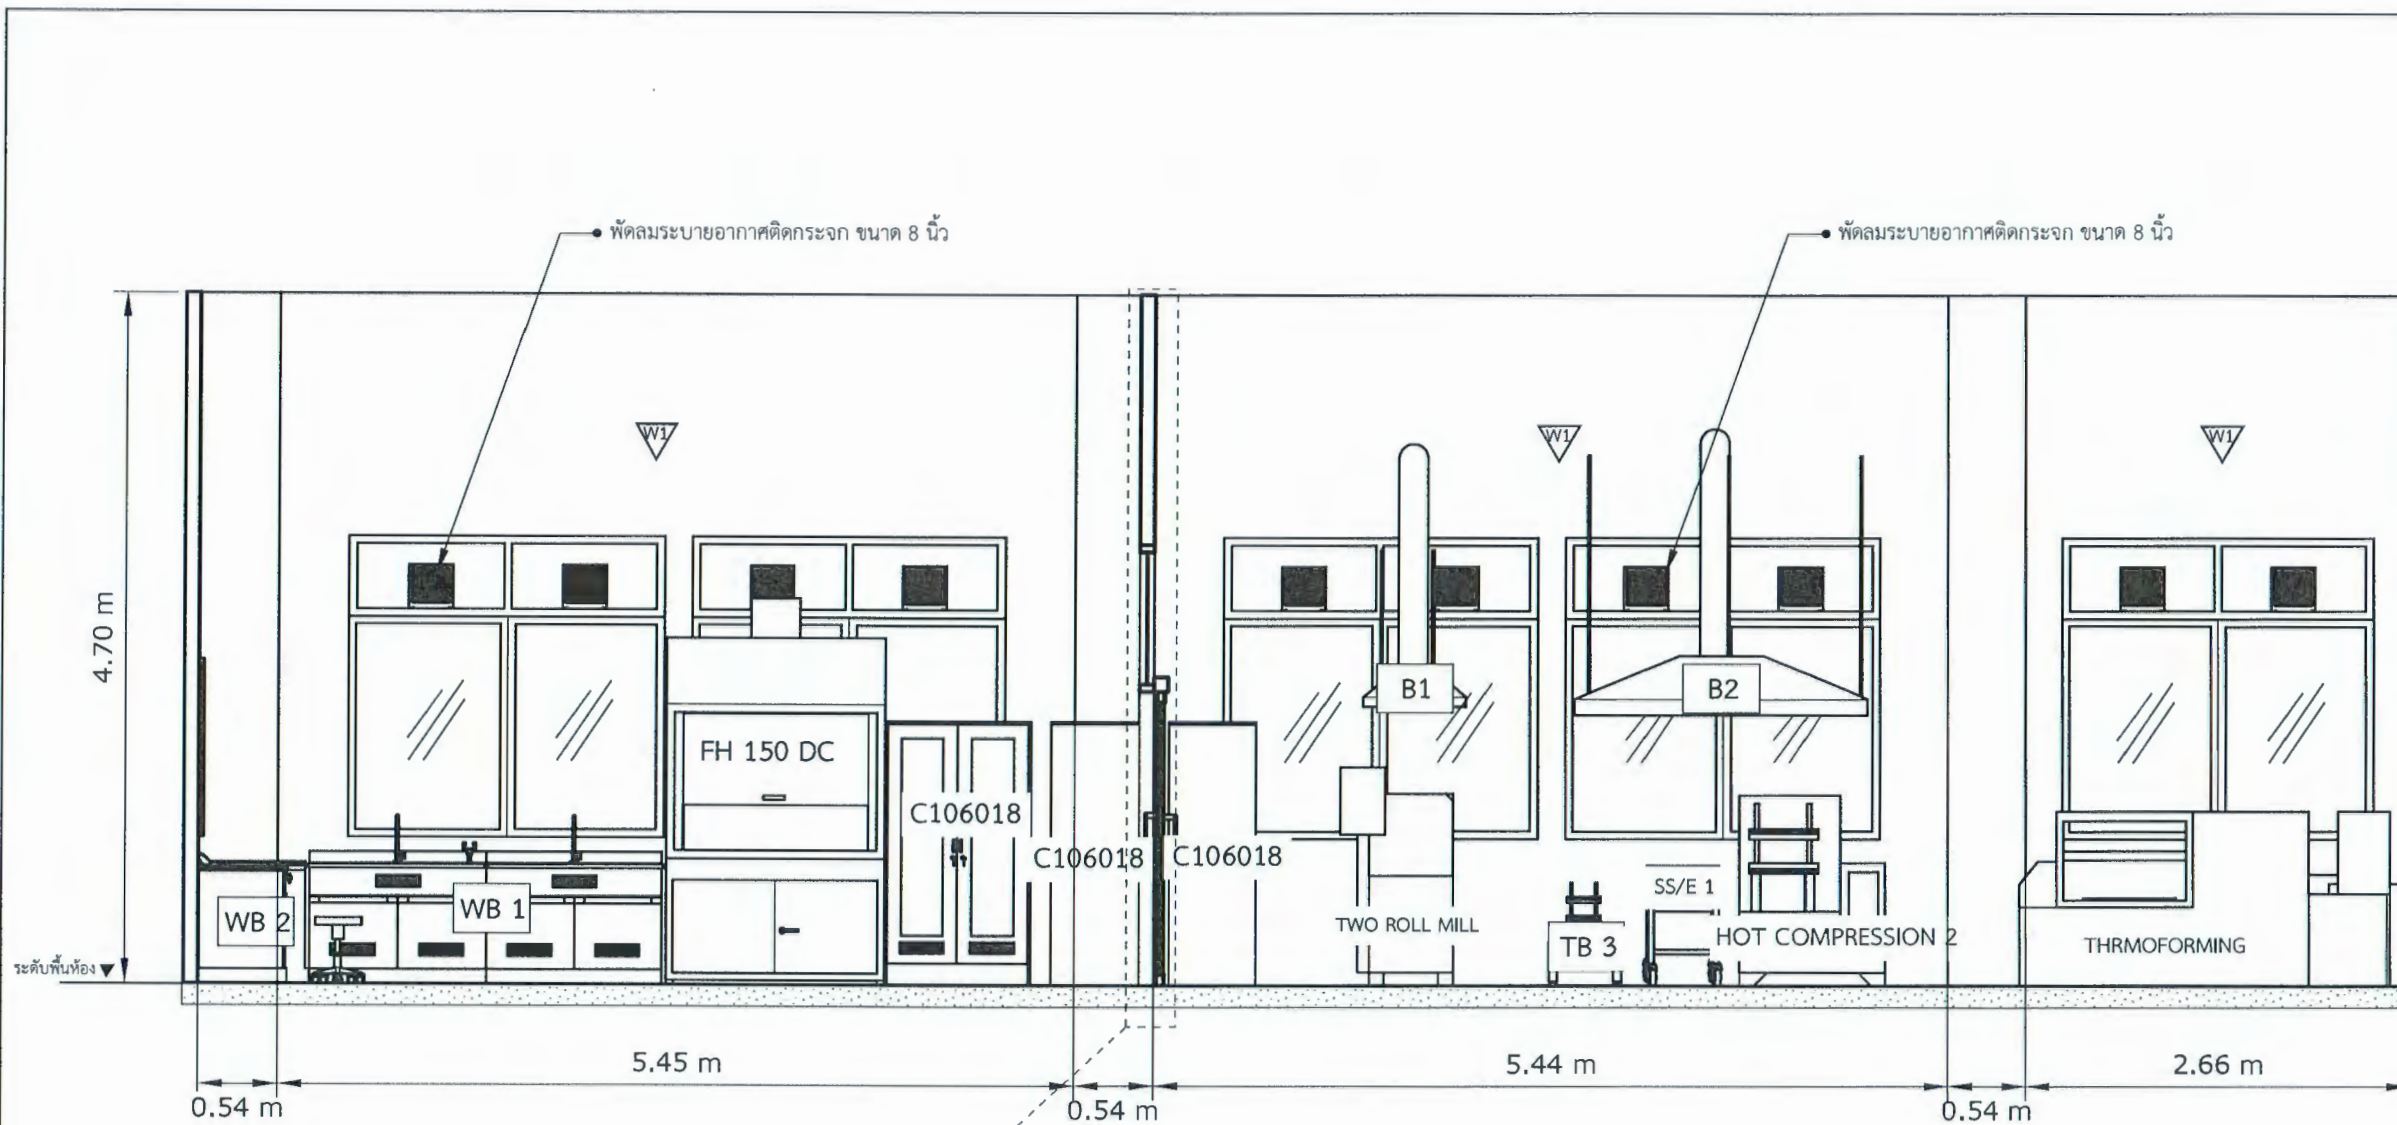 พัดลมระบายอากาศติดกระจก ขนาด 8 นิ้ว
พัดลมระบายอากาศติดกระจก ขนาด 8 นิ้ว
W1
W1
W1
4.70 m
B1
B2
FH 150 DC
C106018
C106018
C106018
SS/E 1
WB 2
WB 1
TWO ROLL MILL
TB 3
HOT COMPRESSION 2
THRMOFORMING
ระดับพื้นห้อง
5.45 m
5.44 m
2.66 m
0.54 m
0.54 m
0.54 m